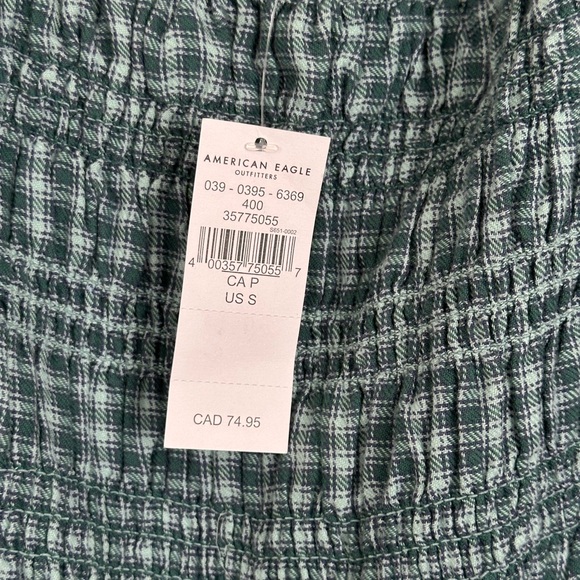 AMERICAN EAGLE
OUTFITTERS
039 - 0395 - 6369
400
35775055
S651-0002
4 00357 75055 7
CA P
US S
CAD 74.95